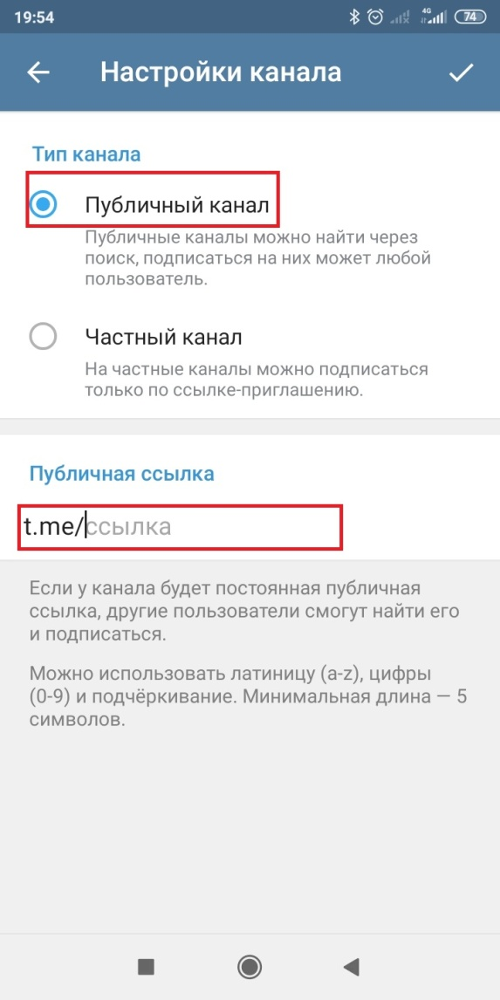 19:54
4G
74
Настройки канала
Тип канала
Публичный канал
Публичные каналы можно найти через
поиск, подписаться на них может любой
пользователь.
Частный канал
На частные каналы можно подписаться
только по ссылке-приглашению.
Публичная ссылка
t.me/ссылка
Если у канала будет постоянная публичная
ссылка, другие пользователи смогут найти его
и подписаться.
Можно использовать латиницу (a-z), цифры
(0-9) и подчёркивание. Минимальная длина — 5
символов.